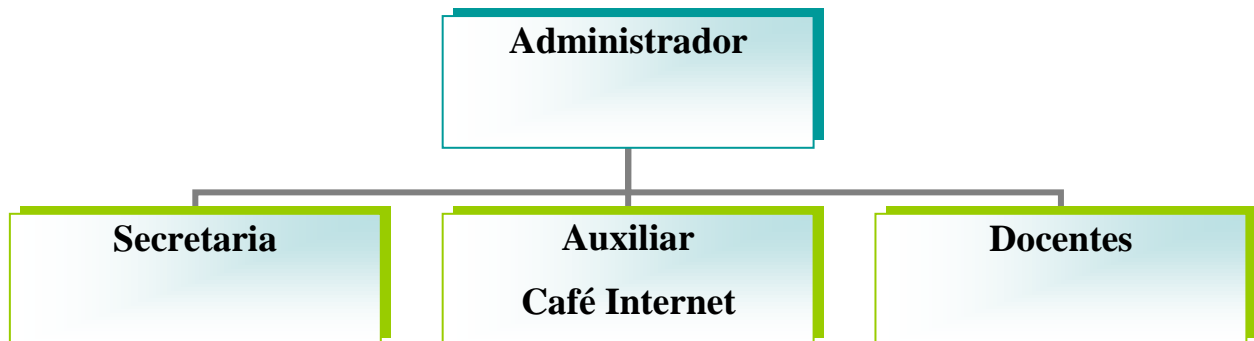 Administrador
Secretaria
Auxiliar
Café Internet
Docentes